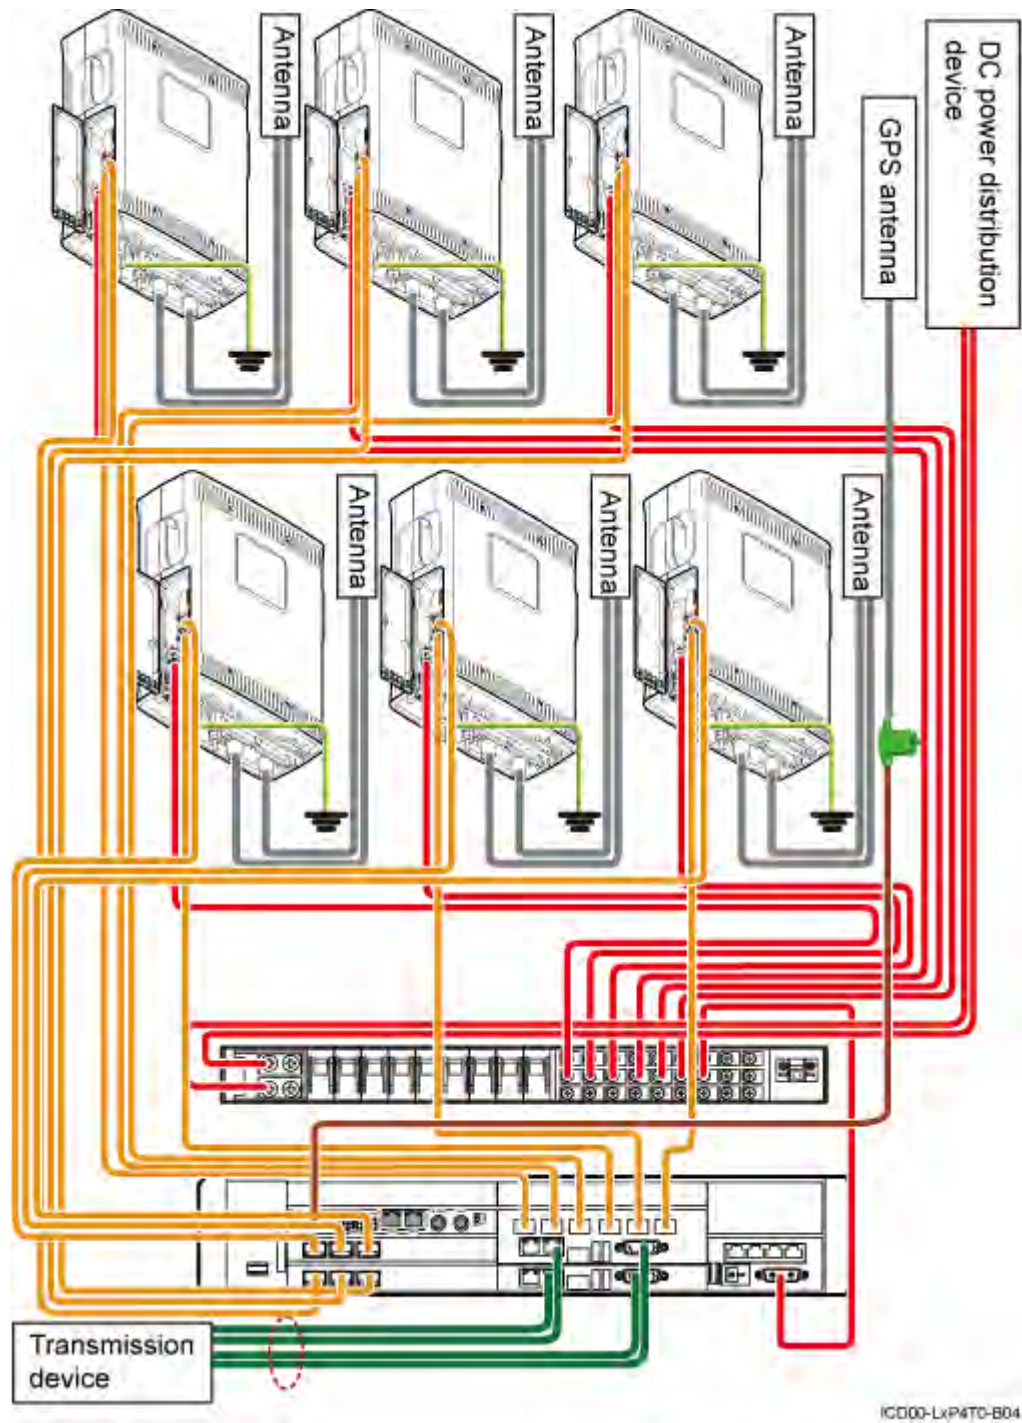 Antenna
Antenna
Antenna
GPS antenna
DC power distribution
device
Antenna
Antenna
Antenna
Transmission
device
ICD00-LxP4T0-B04